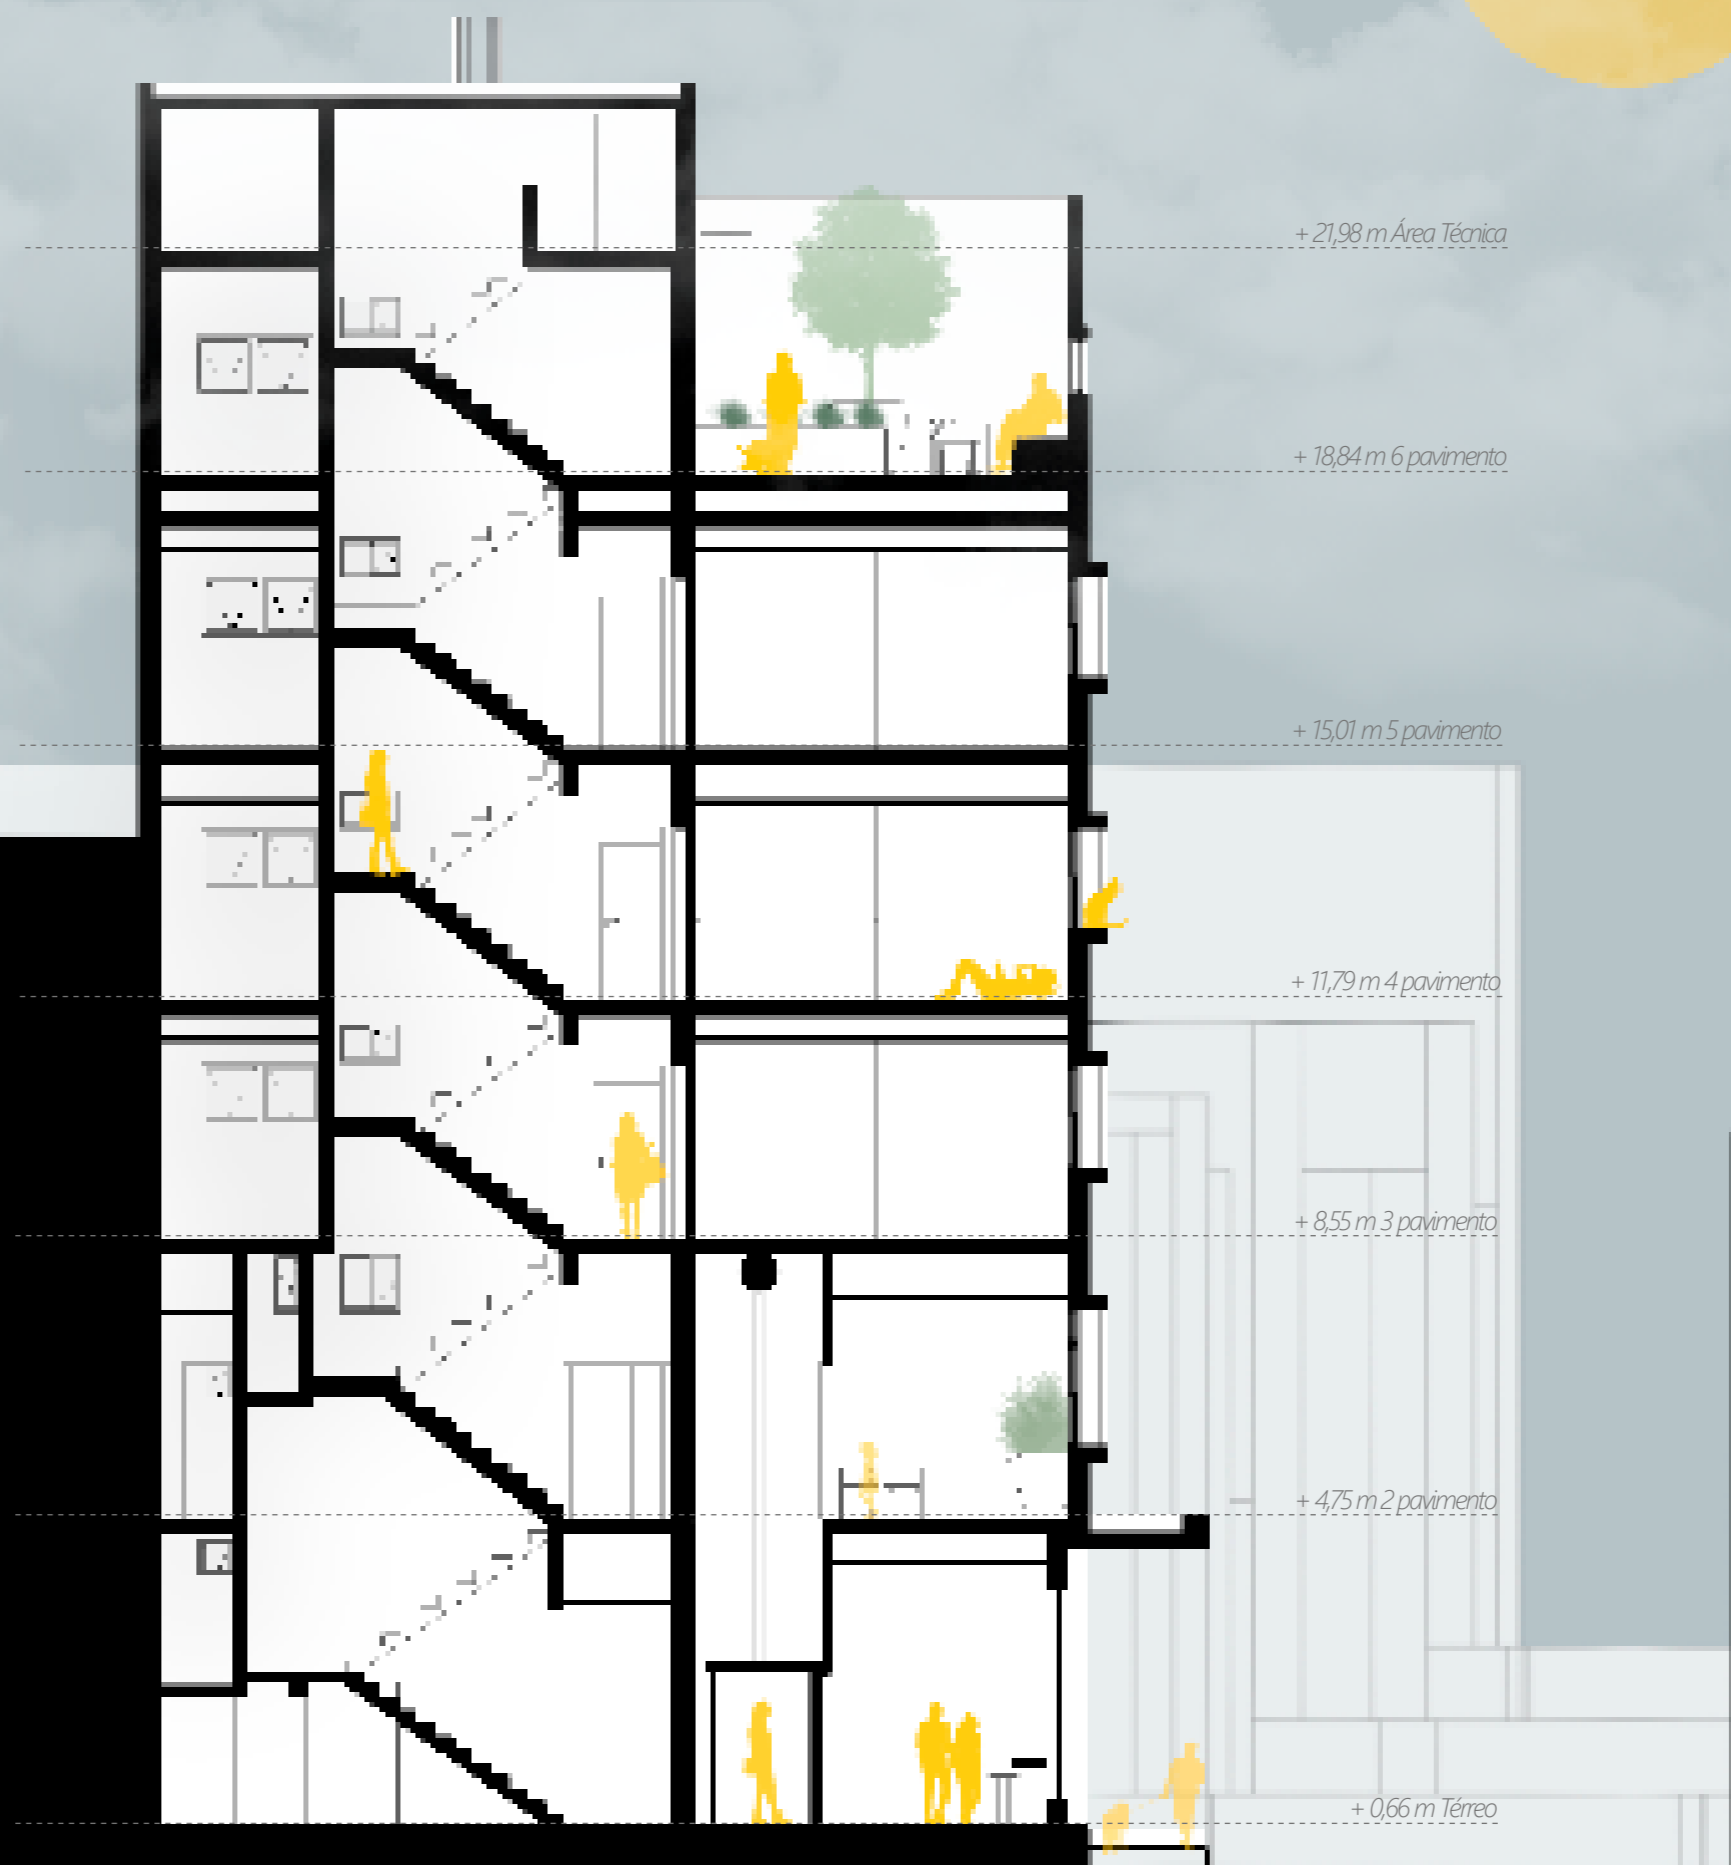 + 21,98 m Área Técnica
+ 18,84 m 6 pavimento
+ 15,01 m 5 pavimento
+ 11,79 m 4 pavimento
+ 8,55 m 3 pavimento
+ 4,75 m 2 pavimento
+ 0,66 m Térreo